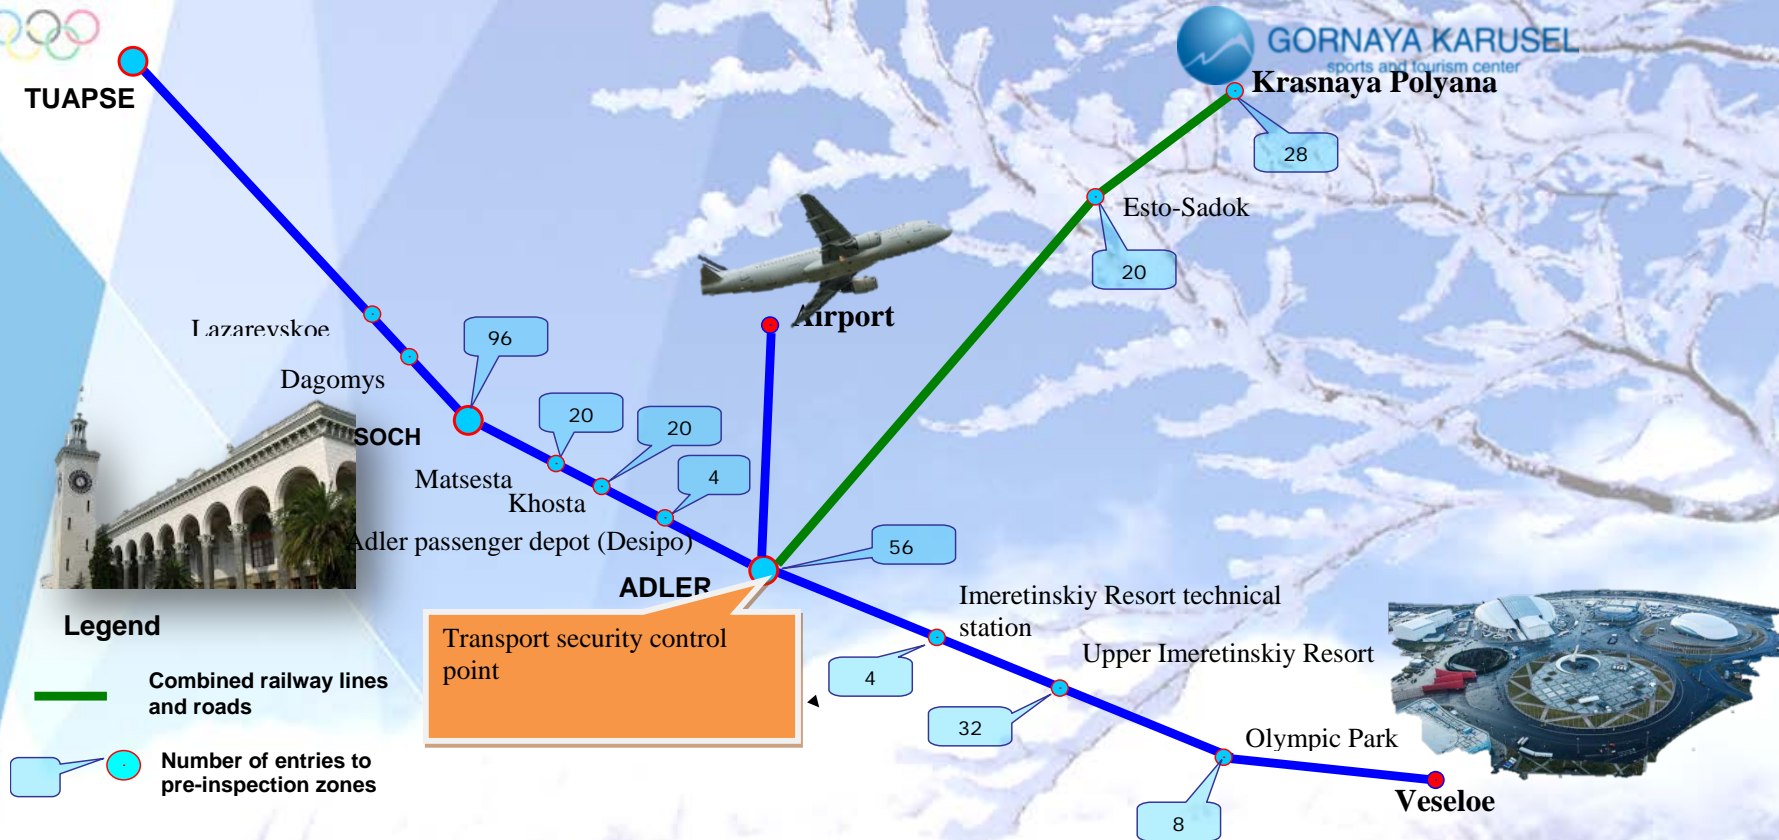 GORNAYA KARUSEL
sports and tourism center
Krasnaya Polyana
TUAPSE
28
Esto-Sadok
20
Airport
Lazarevskoe
96
Dagomys
20
20
SOCH
Matsesta
4
Khosta
Adler passenger depot (Desipo)
56
ADLER
Imeretinskiy Resort technical
station
Transport security control
point
Upper Imeretinskiy Resort
4
32
Olympic Park
Veseloe
8
Legend
Combined railway lines
and roads
Number of entries to
pre-inspection zones